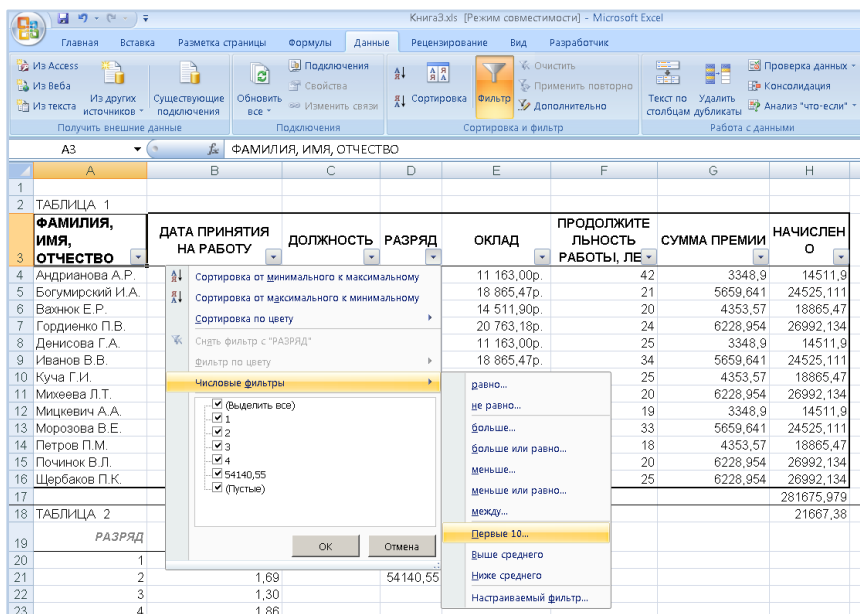 Книга3.xls [Режим совместимости] - Microsoft Excel
Главная Вставка Разметка страницы Формулы Данные Рецензирование Вид Разработчик
Из Access
Из Веба
Из текста
Из других источников
Существующие подключения
Обновить все
Подключения
Свойства
Изменить связи
Сортировка
Фильтр
Очистить
Применить повторно
Дополнительно
Текст по столбцам
Удалить дубликаты
Проверка данных
Консолидация
Анализ "что-если"
Получить внешние данные Подключения Сортировка и фильтр Работа с данными
A3 fx ФАМИЛИЯ, ИМЯ, ОТЧЕСТВО
A B C D E F G H
1
2 ТАБЛИЦА 1
3 ФАМИЛИЯ, ИМЯ, ОТЧЕСТВО ДАТА ПРИНЯТИЯ НА РАБОТУ ДОЛЖНОСТЬ РАЗРЯД ОКЛАД ПРОДОЛЖИТЕ ЛЬНОСТЬ РАБОТЫ, ЛЕ СУММА ПРЕМИИ НАЧИСЛЕН О
4 Андрианова А.Р. 11 163,00р. 42 3348,9 14511,9
5 Богумирский И.А. 18 865,47р. 21 5659,641 24525,111
6 Вахнюк Е.Р. 14 511,90р. 20 4353,57 18865,47
7 Гордиенко П.В. 20 763,18р. 24 6228,954 26992,134
8 Денисова Г.А. 11 163,00р. 25 3348,9 14511,9
9 Иванов В.В. 18 865,47р. 34 5659,641 24525,111
10 Куча Г.И. 25 4353,57 18865,47
11 Михеева Л.Т. 20 6228,954 26992,134
12 Мицкевич А.А. 19 3348,9 14511,9
13 Морозова В.Е. 33 5659,641 24525,111
14 Петров П.М. 18 4353,57 18865,47
15 Починок В.Л. 20 6228,954 26992,134
16 Щербаков П.К. 25 6228,954 26992,134
17 281675,979
18 ТАБЛИЦА 2 21667,38
19 РАЗРЯД
20 1
21 2 1,69 54140,55
22 3 1,30
23 4 1,86
Сортировка от минимального к максимальному
Сортировка от максимального к минимальному
Сортировка по цвету
Снять фильтр с "РАЗРЯД"
Фильтр по цвету
Числовые фильтры
(Выделить все)
1
2
3
4
54140,55
(Пустые)
ОК Отмена
равно...
не равно...
больше...
больше или равно...
меньше...
меньше или равно...
между...
Первые 10...
Выше среднего
Ниже среднего
Настраиваемый фильтр...